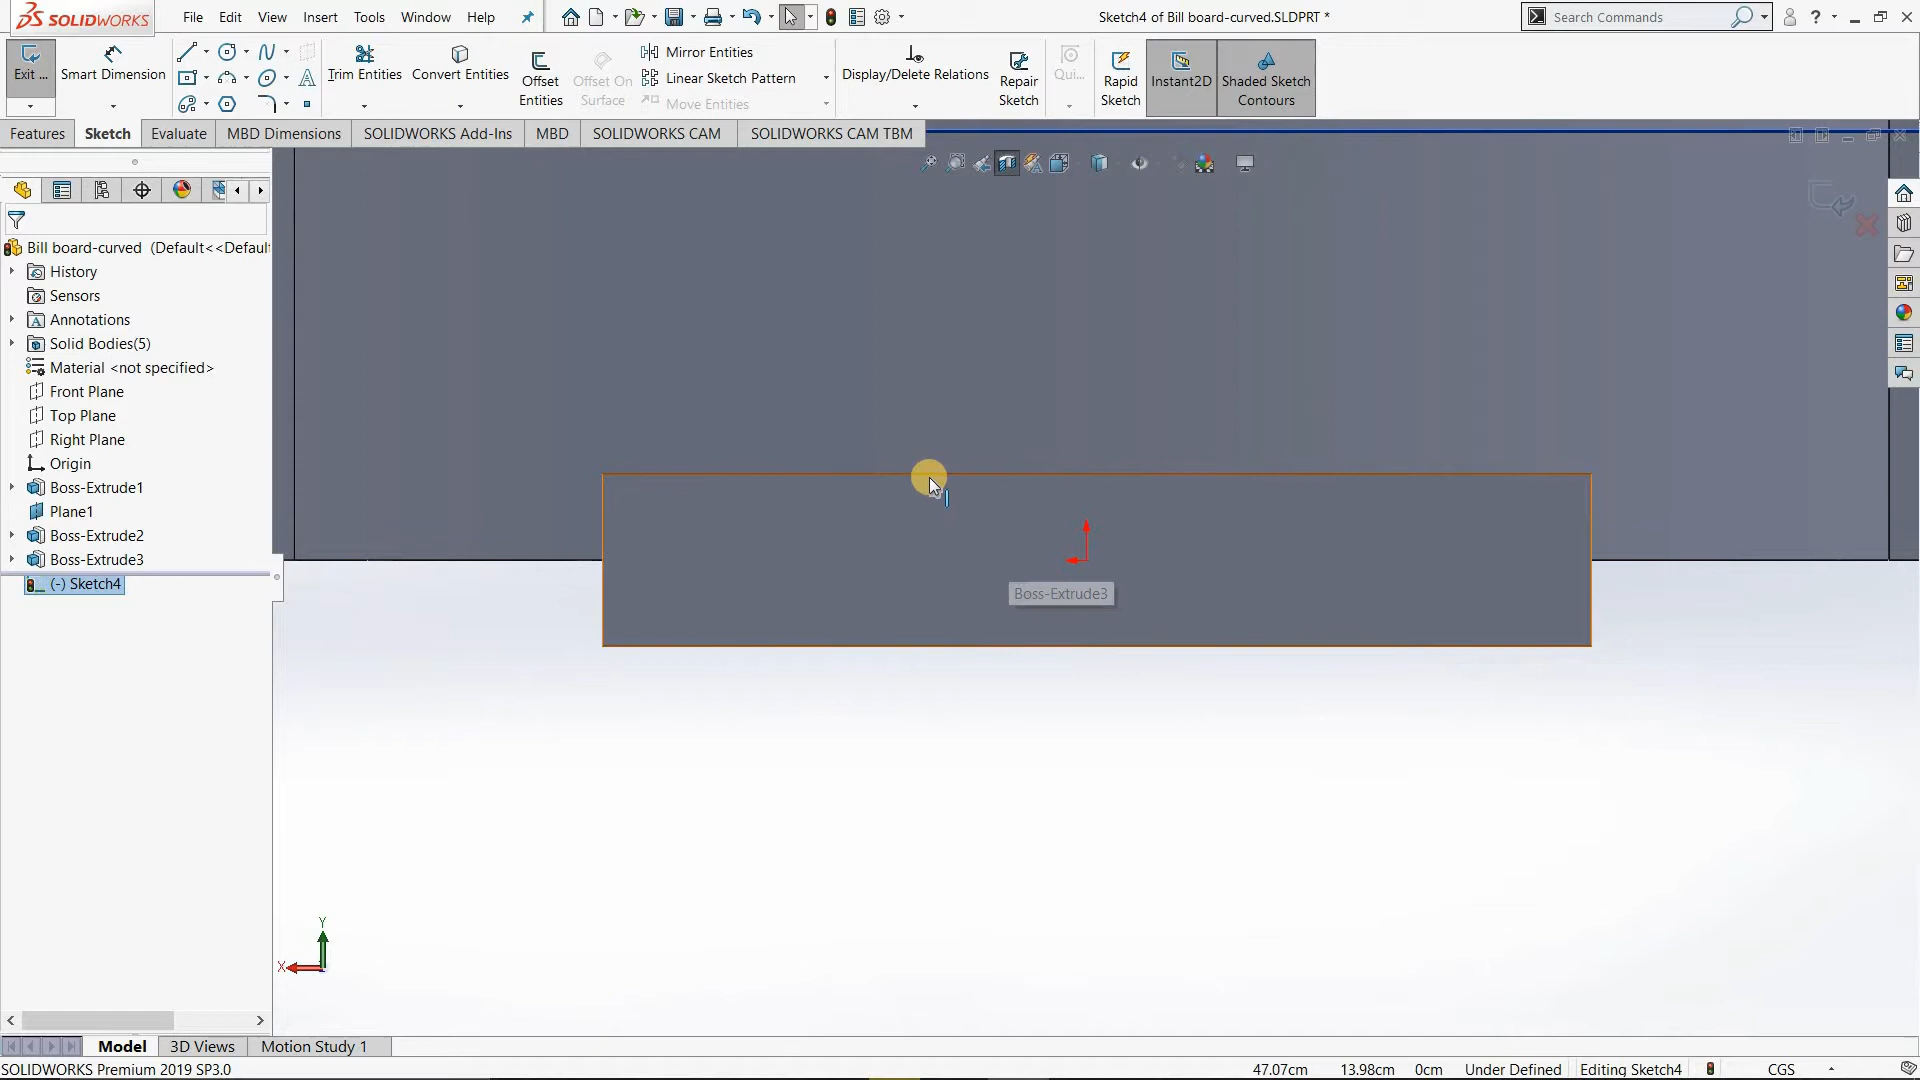 SOLIDWORKS
File Edit View Insert Tools Window Help
Sketch4 of Bill board-curved.SLDPRT *
Search Commands
Exit ...
Smart Dimension
Trim Entities
Convert Entities
Offset Entities
Offset On Surface
Mirror Entities
Linear Sketch Pattern
Move Entities
Display/Delete Relations
Repair Sketch
Qui...
Rapid Sketch
Instant2D
Shaded Sketch Contours
Features Sketch Evaluate MBD Dimensions SOLIDWORKS Add-Ins MBD SOLIDWORKS CAM SOLIDWORKS CAM TBM
Bill board-curved (Default<<Defaul
History
Sensors
Annotations
Solid Bodies(5)
Material <not specified>
Front Plane
Top Plane
Right Plane
Origin
Boss-Extrude1
Plane1
Boss-Extrude2
Boss-Extrude3
(-) Sketch4
Boss-Extrude3
Y
X
Model 3D Views Motion Study 1
SOLIDWORKS Premium 2019 SP3.0
47.07cm 13.98cm 0cm Under Defined Editing Sketch4 CGS